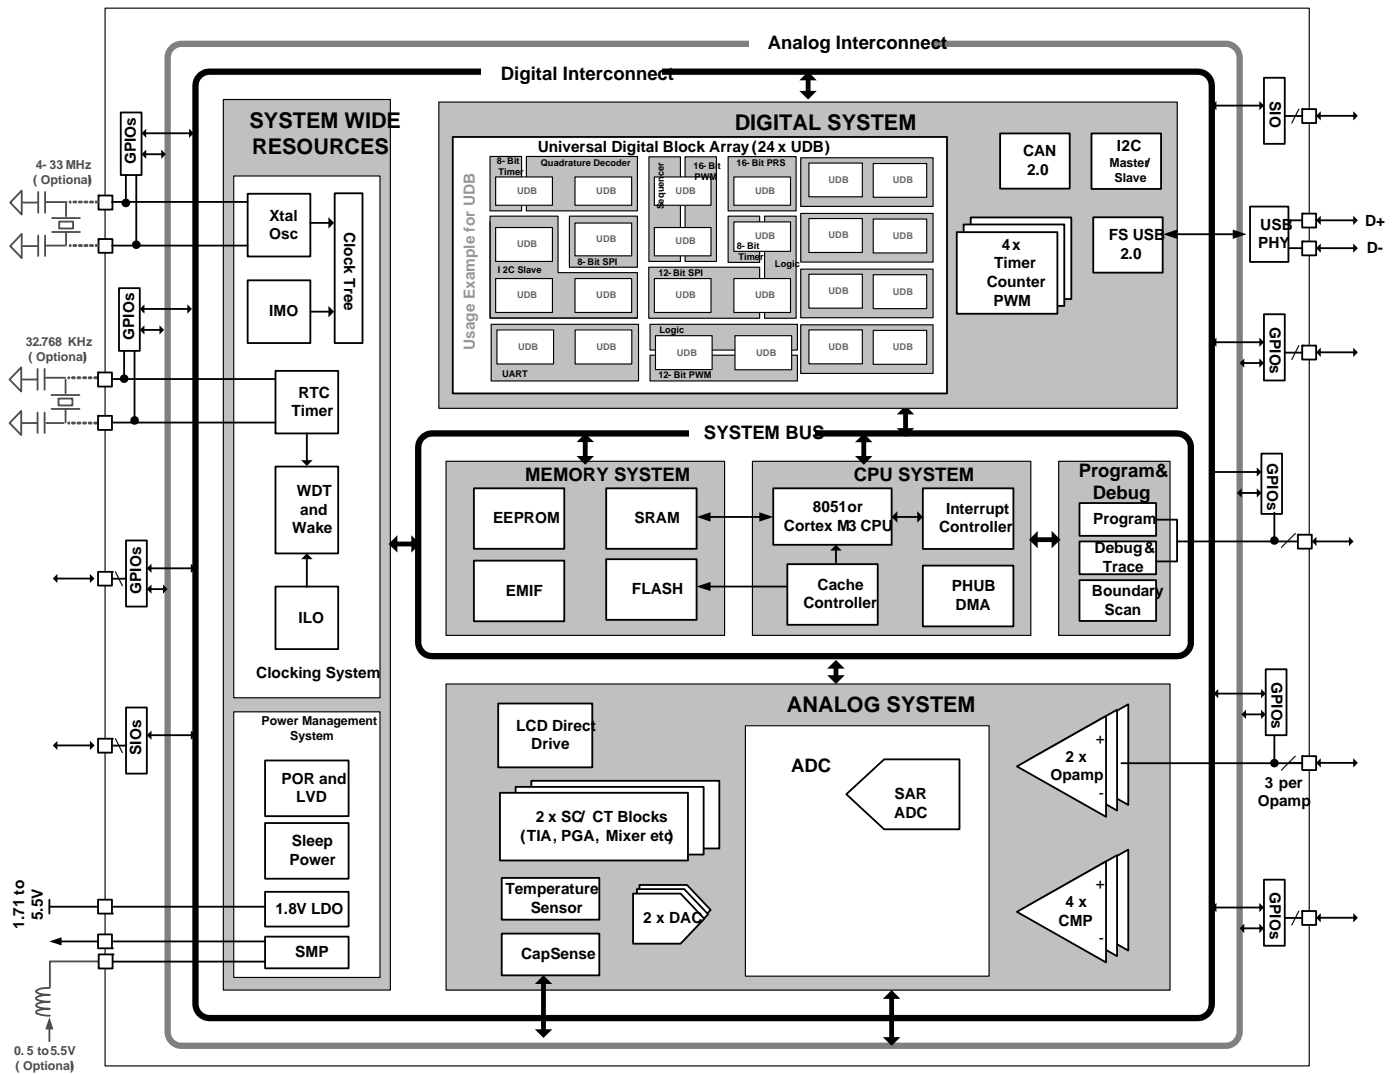 Analog Interconnect
Digital Interconnect
SYSTEM WIDE
RESOURCES
GPIOs
4- 33 MHz
( Optional)
Xtal
Osc
Clock Tree
IMO
GPIOs
32.768 KHz
( Optional)
RTC
Timer
WDT
and
Wake
GPIOs
ILO
Clocking System
SIOs
Power Management
System
POR and
LVD
Sleep
Power
1.71 to
5.5V
1.8V LDO
SMP
0. 5 to5.5V
( Optional)
DIGITAL SYSTEM
Universal Digital Block Array (24 x UDB)
Usage Example for UDB
8- Bit
Timer
Quadrature Decoder
Sequencer
16- Bit
PWM
16- Bit PRS
UDB
UDB
UDB
UDB
UDB
UDB
I 2C Slave
UDB
UDB
8- Bit SPI
UDB
8- Bit
Timer
Logic
UDB
UDB
12- Bit SPI
UDB
UDB
UDB
UDB
UDB
UDB
UART
UDB
UDB
Logic
UDB
UDB
12- Bit PWM
UDB
UDB
CAN
2.0
I2C
Master/
Slave
4 x
Timer
Counter
PWM
FS USB
2.0
SYSTEM BUS
MEMORY SYSTEM
EEPROM
SRAM
EMIF
FLASH
CPU SYSTEM
8051or
Cortex M3 CPU
Interrupt
Controller
Cache
Controller
PHUB
DMA
Program&
Debug
Program
Debug &
Trace
Boundary
Scan
ANALOG SYSTEM
LCD Direct
Drive
2 x SC/ CT Blocks
(TIA, PGA, Mixer etc)
Temperature
Sensor
2 x DAC
CapSense
ADC
SAR
ADC
+
2 x
Opamp
-
+
4 x
CMP
-
SIO
USB
PHY
D+
D-
GPIOs
GPIOs
GPIOs
3 per
Opamp
GPIOs